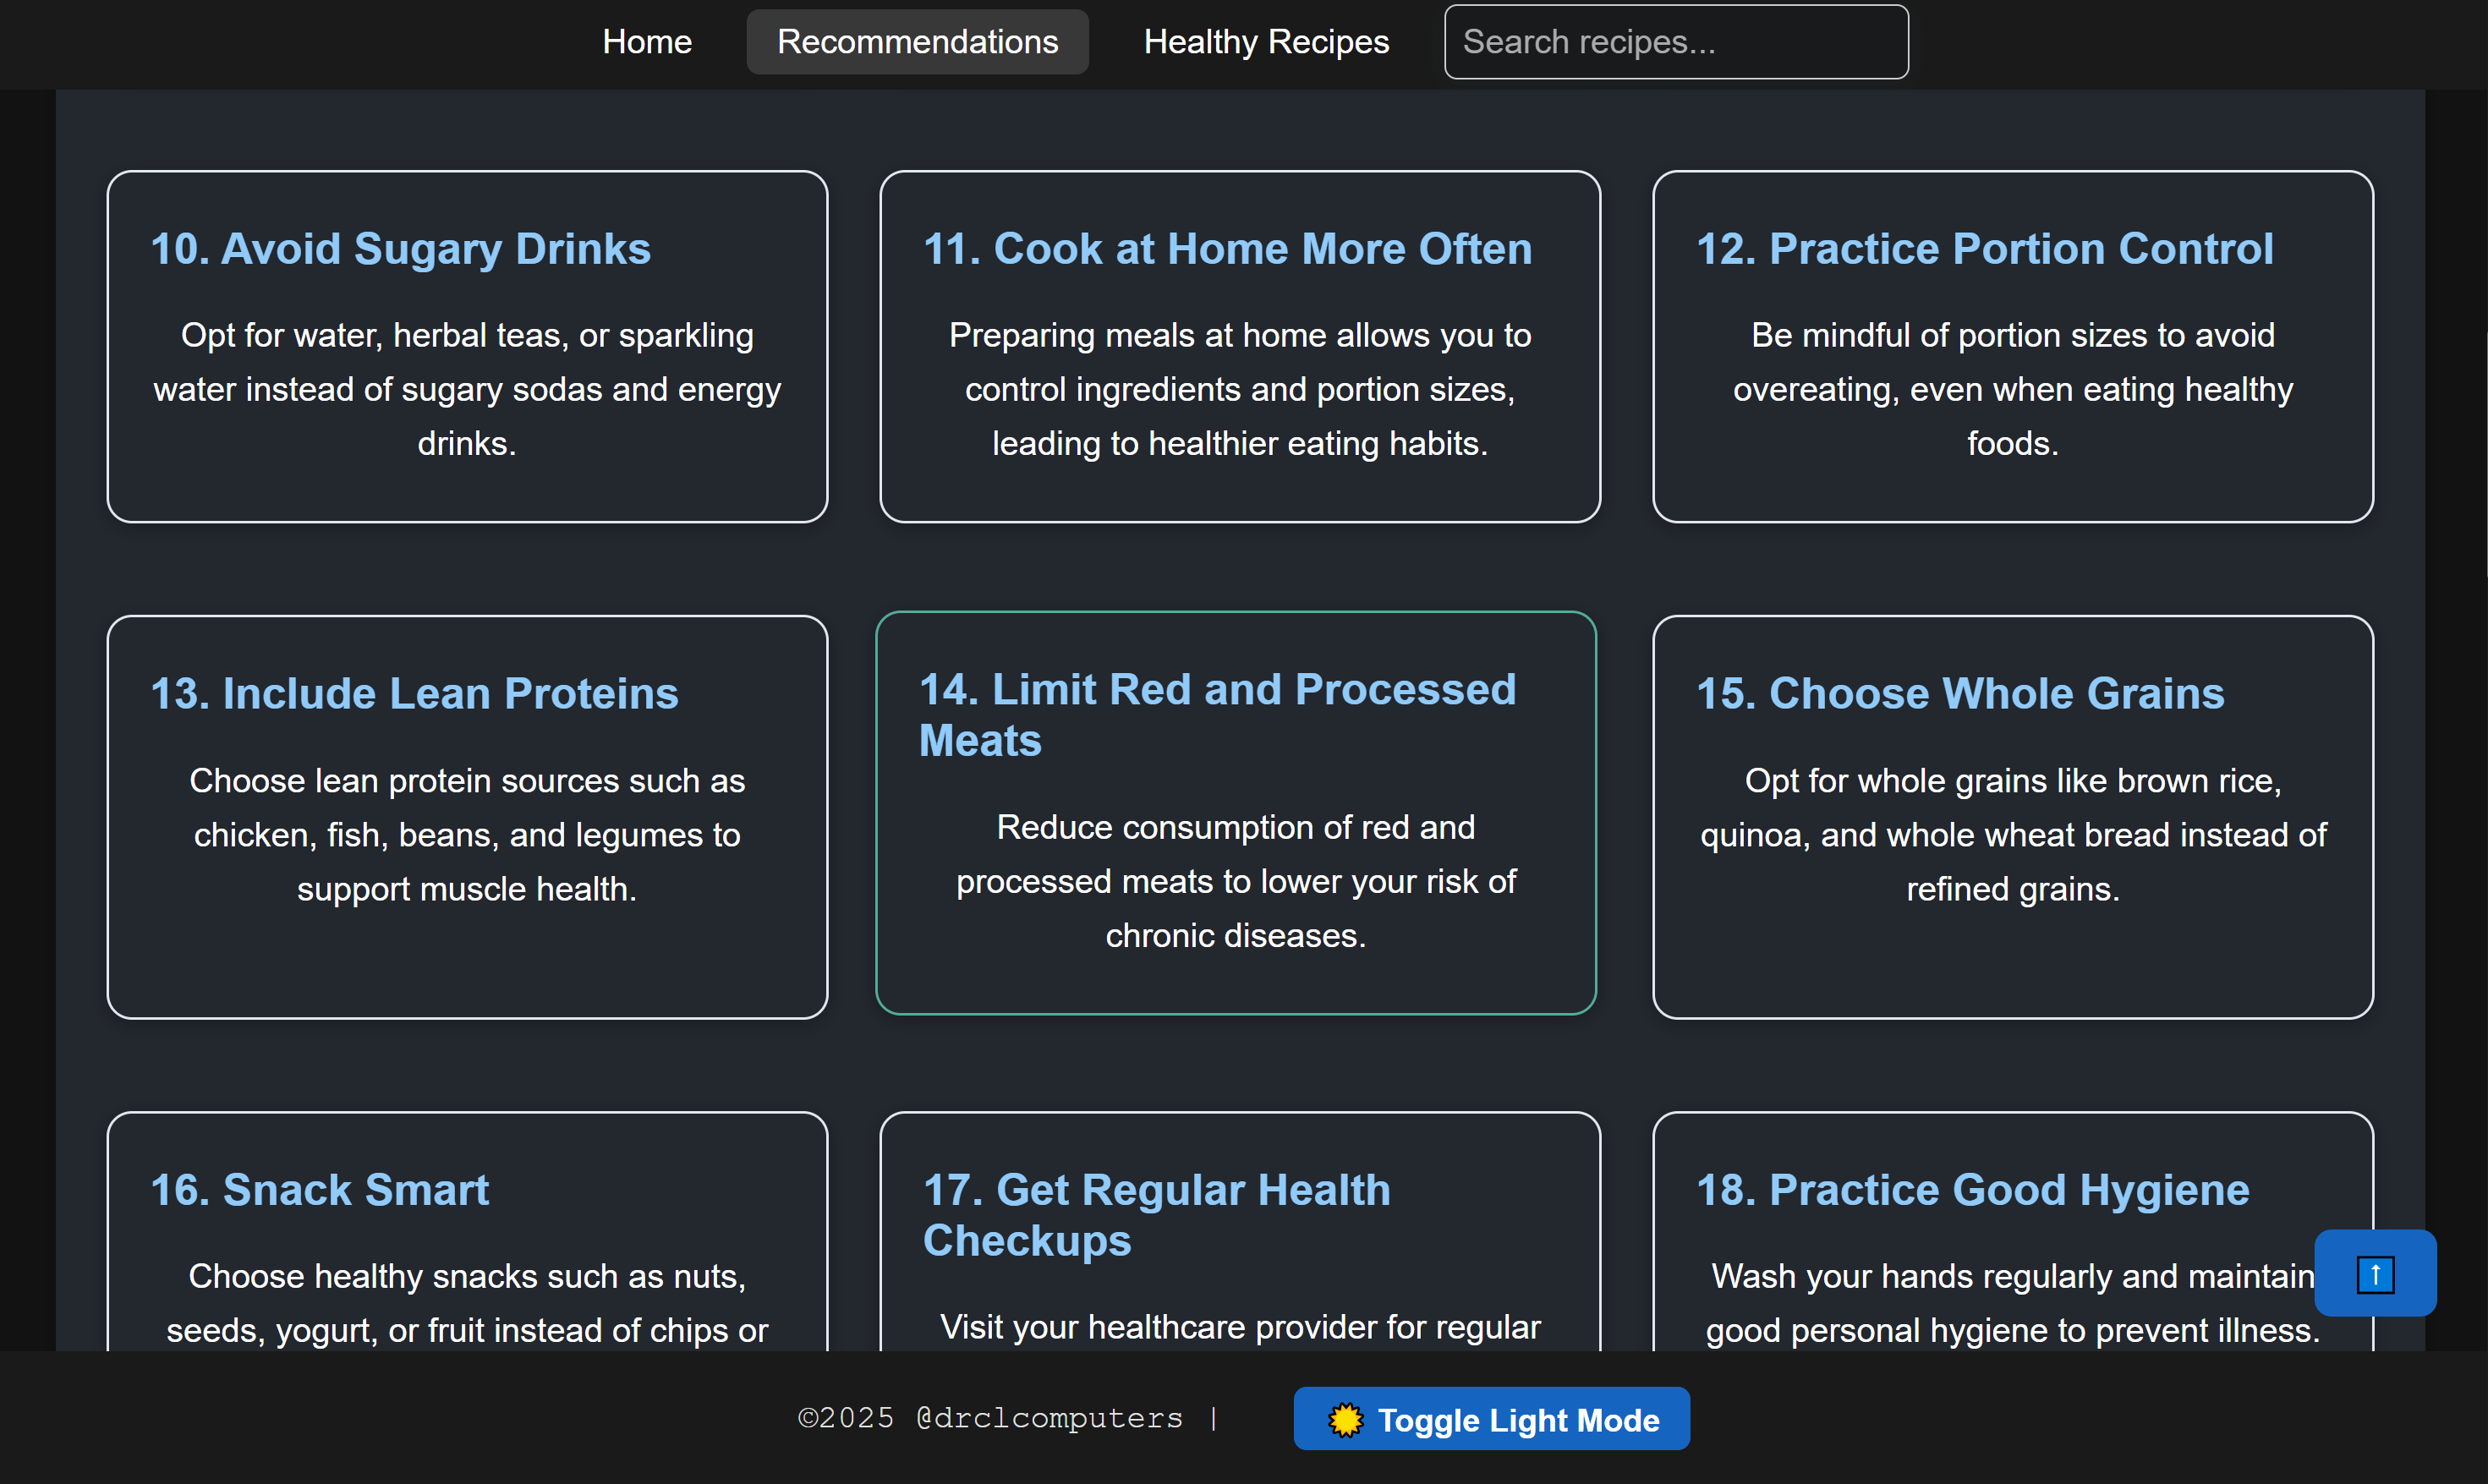 Home
Recommendations
Healthy Recipes
Search recipes...
10. Avoid Sugary Drinks
Opt for water, herbal teas, or sparkling
water instead of sugary sodas and energy
drinks.
11. Cook at Home More Often
Preparing meals at home allows you to
control ingredients and portion sizes,
leading to healthier eating habits.
12. Practice Portion Control
Be mindful of portion sizes to avoid
overeating, even when eating healthy
foods.
13. Include Lean Proteins
Choose lean protein sources such as
chicken, fish, beans, and legumes to
support muscle health.
14. Limit Red and Processed
Meats
Reduce consumption of red and
processed meats to lower your risk of
chronic diseases.
15. Choose Whole Grains
Opt for whole grains like brown rice,
quinoa, and whole wheat bread instead of
refined grains.
16. Snack Smart
Choose healthy snacks such as nuts,
seeds, yogurt, or fruit instead of chips or
17. Get Regular Health
Checkups
Visit your healthcare provider for regular
18. Practice Good Hygiene
Wash your hands regularly and maintain
good personal hygiene to prevent illness.
©2025 @drclcomputers |
Toggle Light Mode